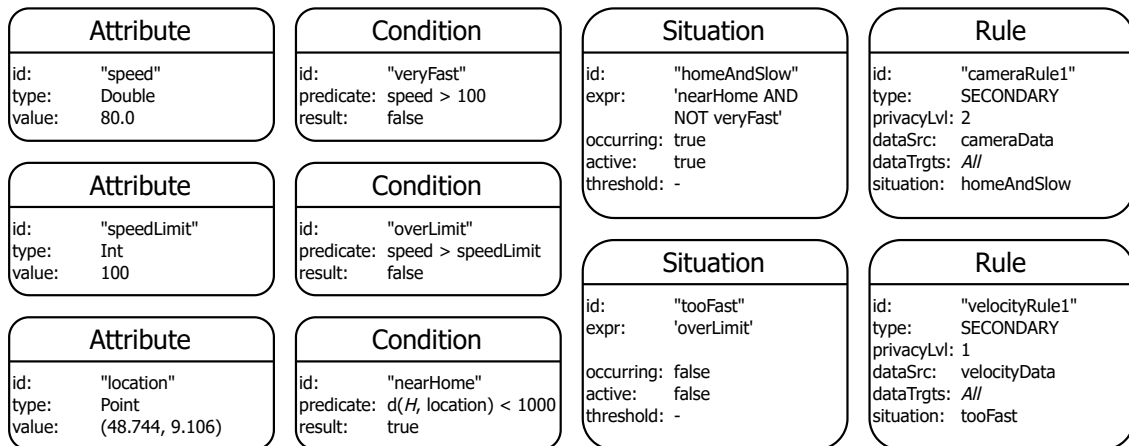 Attribute
id: "speed"
type: Double
value: 80.0
Attribute
id: "speedLimit"
type: Int
value: 100
Attribute
id: "location"
type: Point
value: (48.744, 9.106)
Condition
id: "veryFast"
predicate: speed > 100
result: false
Condition
id: "overLimit"
predicate: speed > speedLimit
result: false
Condition
id: "nearHome"
predicate: d(H, location) < 1000
result: true
Situation
id: "homeAndSlow"
expr: 'nearHome AND
NOT veryFast'
occurring: true
active: true
threshold: -
Situation
id: "tooFast"
expr: 'overLimit'
occurring: false
active: false
threshold: -
Rule
id: "cameraRule1"
type: SECONDARY
privacyLvl: 2
dataSrc: cameraData
dataTrgts: All
situation: homeAndSlow
Rule
id: "velocityRule1"
type: SECONDARY
privacyLvl: 1
dataSrc: velocityData
dataTrgts: All
situation: tooFast